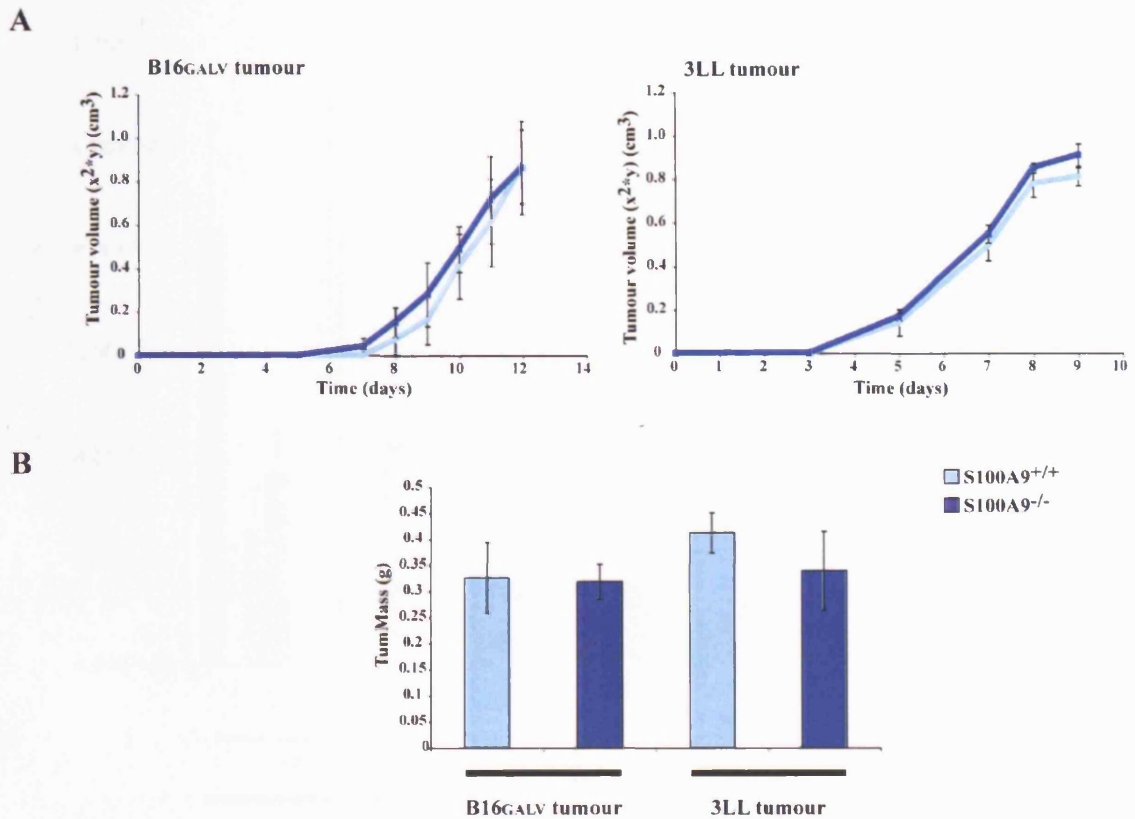 A
B16GALV tumour
Tumour volume (x²*y) (cm³)
1.2
1.0
0.8
0.6
0.4
0.2
0
0 2 4 6 8 10 12 14
Time (days)
3LL tumour
Tumour volume (x²*y) (cm³)
1.2
1.0
0.8
0.6
0.4
0.2
0
0 1 2 3 5 7 8 9 10
Time (days)
B
S100A9+/+
S100A9-/-
TumMass (g)
0.5
0.45
0.4
0.35
0.3
0.25
0.2
0.15
0.1
0.05
0
B16GALV tumour
3LL tumour